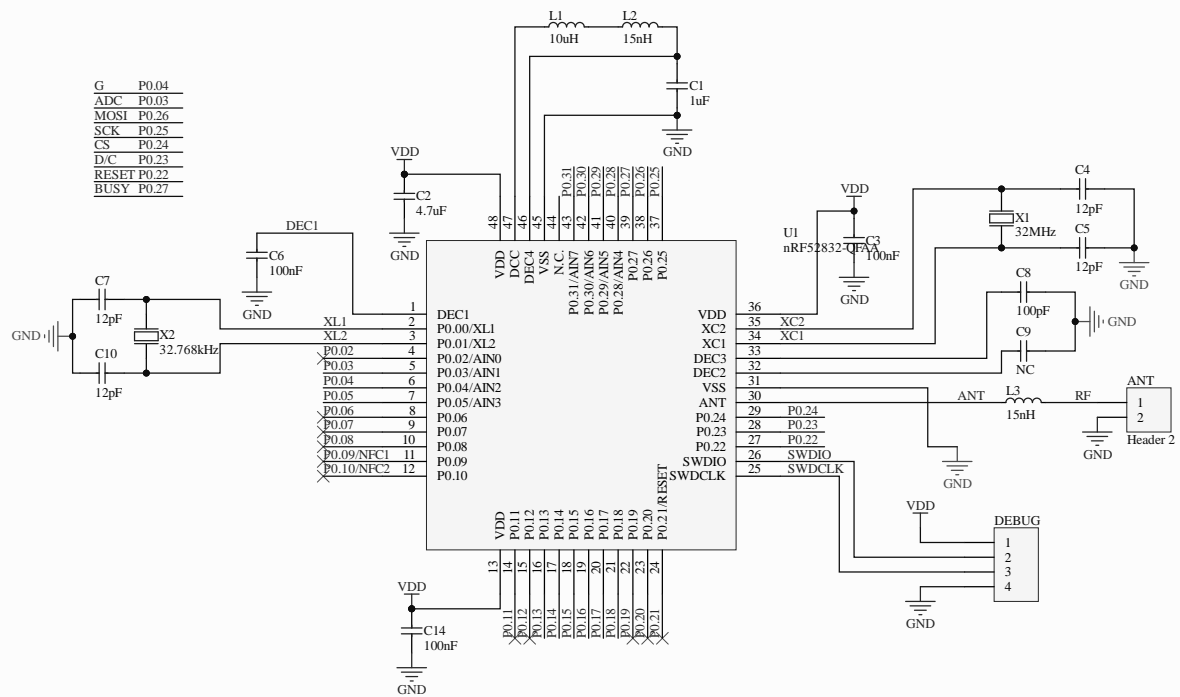 L1
10uH
L2
15nH
C1
1uF
GND
G P0.04
ADC P0.03
MOSI P0.26
SCK P0.25
CS P0.24
D/C P0.23
RESET P0.22
BUSY P0.27
VDD
C2
4.7uF
GND
P0.31
P0.30
P0.29
P0.28
P0.27
P0.26
P0.25
48
47
46
45
44
43
42
41
40
39
38
37
VDD
DCC
DEC4
VSS
N.C.
P0.31/AIN7
P0.30/AIN6
P0.29/AIN5
P0.28/AIN4
P0.27
P0.26
P0.25
VDD
U1
nRF52832-QFAA
C3
100nF
GND
C4
12pF
X1
32MHz
C5
12pF
GND
DEC1
C6
100nF
GND
C7
12pF
GND
X2
32.768kHz
C10
12pF
XL1
XL2
P0.02
P0.03
P0.04
P0.05
P0.06
P0.07
P0.08
P0.09/NFC1
P0.10/NFC2
1 DEC1
2 P0.00/XL1
3 P0.01/XL2
4 P0.02/AIN0
5 P0.03/AIN1
6 P0.04/AIN2
7 P0.05/AIN3
8 P0.06
9 P0.07
10 P0.08
11 P0.09
12 P0.10
VDD 36
XC2 35 XC2
XC1 34 XC1
DEC3 33
DEC2 32
VSS 31
ANT 30 ANT
P0.24 29 P0.24
P0.23 28 P0.23
P0.22 27 P0.22
SWDIO 26 SWDIO
SWDCLK 25 SWDCLK
C8
100pF
C9
NC
GND
L3
15nH
RF
ANT
1
2
Header 2
GND
GND
VDD
DEBUG
1
2
3
4
GND
VDD
P0.11
P0.12
P0.13
P0.14
P0.15
P0.16
P0.17
P0.18
P0.19
P0.20
P0.21/RESET
13
14
15
16
17
18
19
20
21
22
23
24
P0.11
P0.12
P0.13
P0.14
P0.15
P0.16
P0.17
P0.18
P0.19
P0.20
P0.21
VDD
C14
100nF
GND